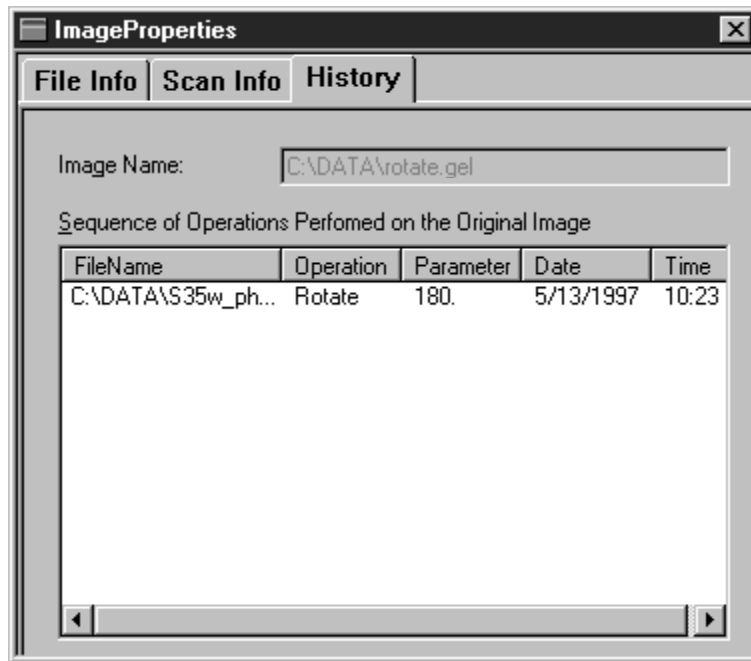 ImageProperties
File Info Scan Info History
Image Name: C:\DATA\rotate.gel
Sequence of Operations Perfomed on the Original Image
FileName Operation Parameter Date Time
C:\DATA\S35w_ph... Rotate 180. 5/13/1997 10:23